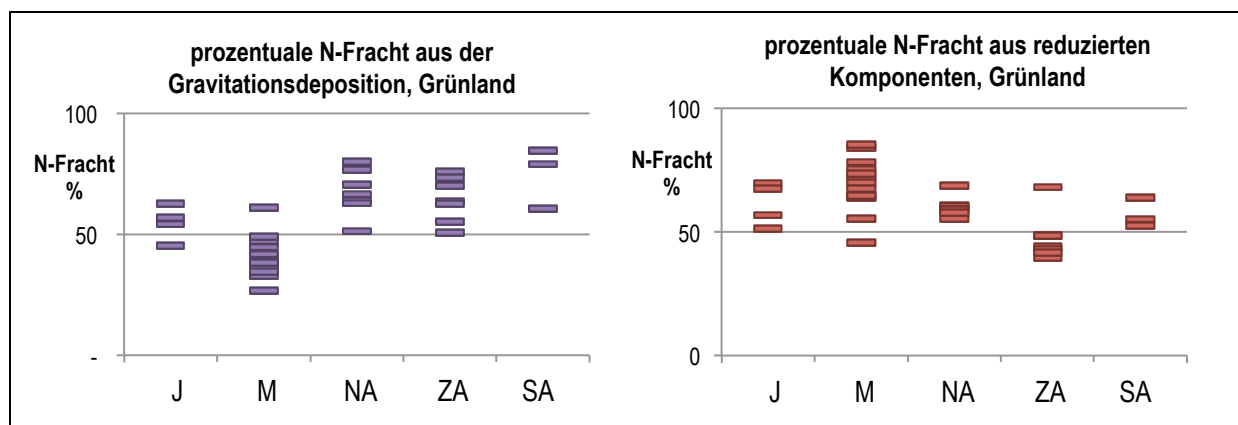 prozentuale N-Fracht aus der
Gravitationsdeposition, Grünland
100
N-Fracht
%
50
-
J M NA ZA SA
prozentuale N-Fracht aus reduzierten
Komponenten, Grünland
100
N-Fracht
%
50
0
J M NA ZA SA